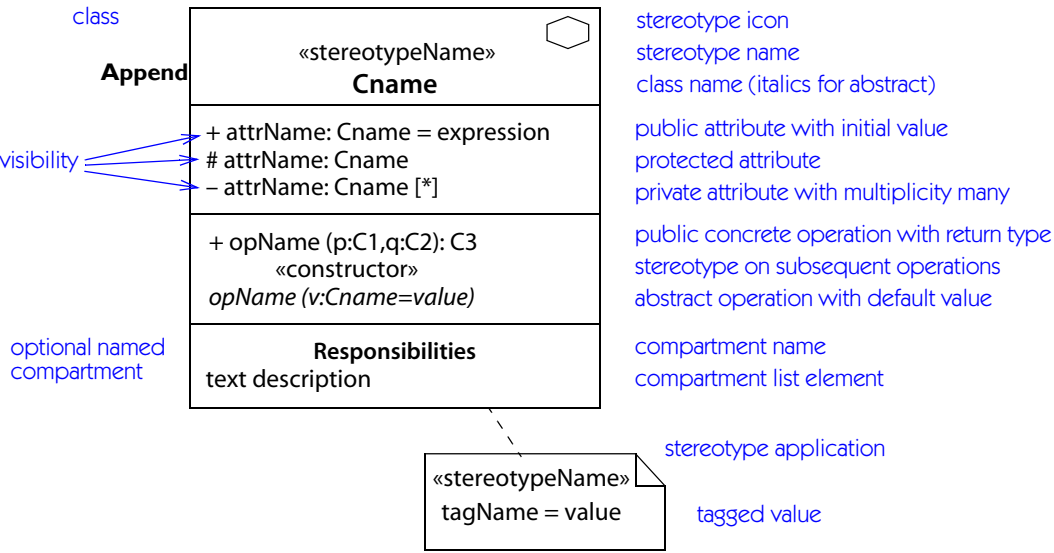 class
stereotype icon
«stereotypeName»
stereotype name
Append
Cname
class name (italics for abstract)
+ attrName: Cname = expression
public attribute with initial value
visibility
# attrName: Cname
protected attribute
– attrName: Cname [*]
private attribute with multiplicity many
+ opName (p:C1,q:C2): C3
public concrete operation with return type
«constructor»
stereotype on subsequent operations
opName (v:Cname=value)
abstract operation with default value
optional named
compartment
Responsibilities
compartment name
text description
compartment list element
stereotype application
«stereotypeName»
tagName = value
tagged value